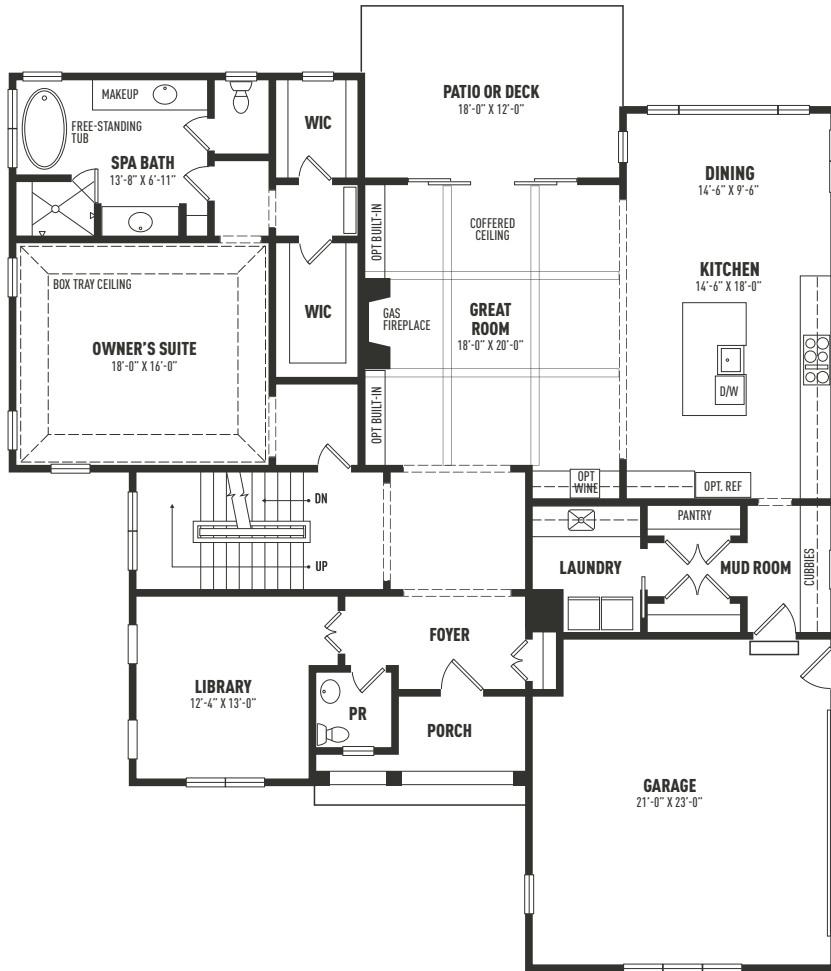 PATIO OR DECK
18'-0" X 12'-0"
MAKEUP
FREE-STANDING
TUB
SPA BATH
13'-8" X 6'-11"
WIC
DINING
14'-6" X 9'-6"
OPT BUILT-IN
COFFERED
CEILING
KITCHEN
14'-6" X 18'-0"
BOX TRAY CEILING
WIC
GAS
FIREPLACE
GREAT
ROOM
18'-0" X 20'-0"
OWNER'S SUITE
18'-0" X 16'-0"
D/W
OPT BUILT-IN
OPT
WINE
OPT. REF
DN
UP
PANTRY
LAUNDRY
MUD ROOM
CUBBIES
FOYER
LIBRARY
12'-4" X 13'-0"
PR
PORCH
GARAGE
21'-0" X 23'-0"